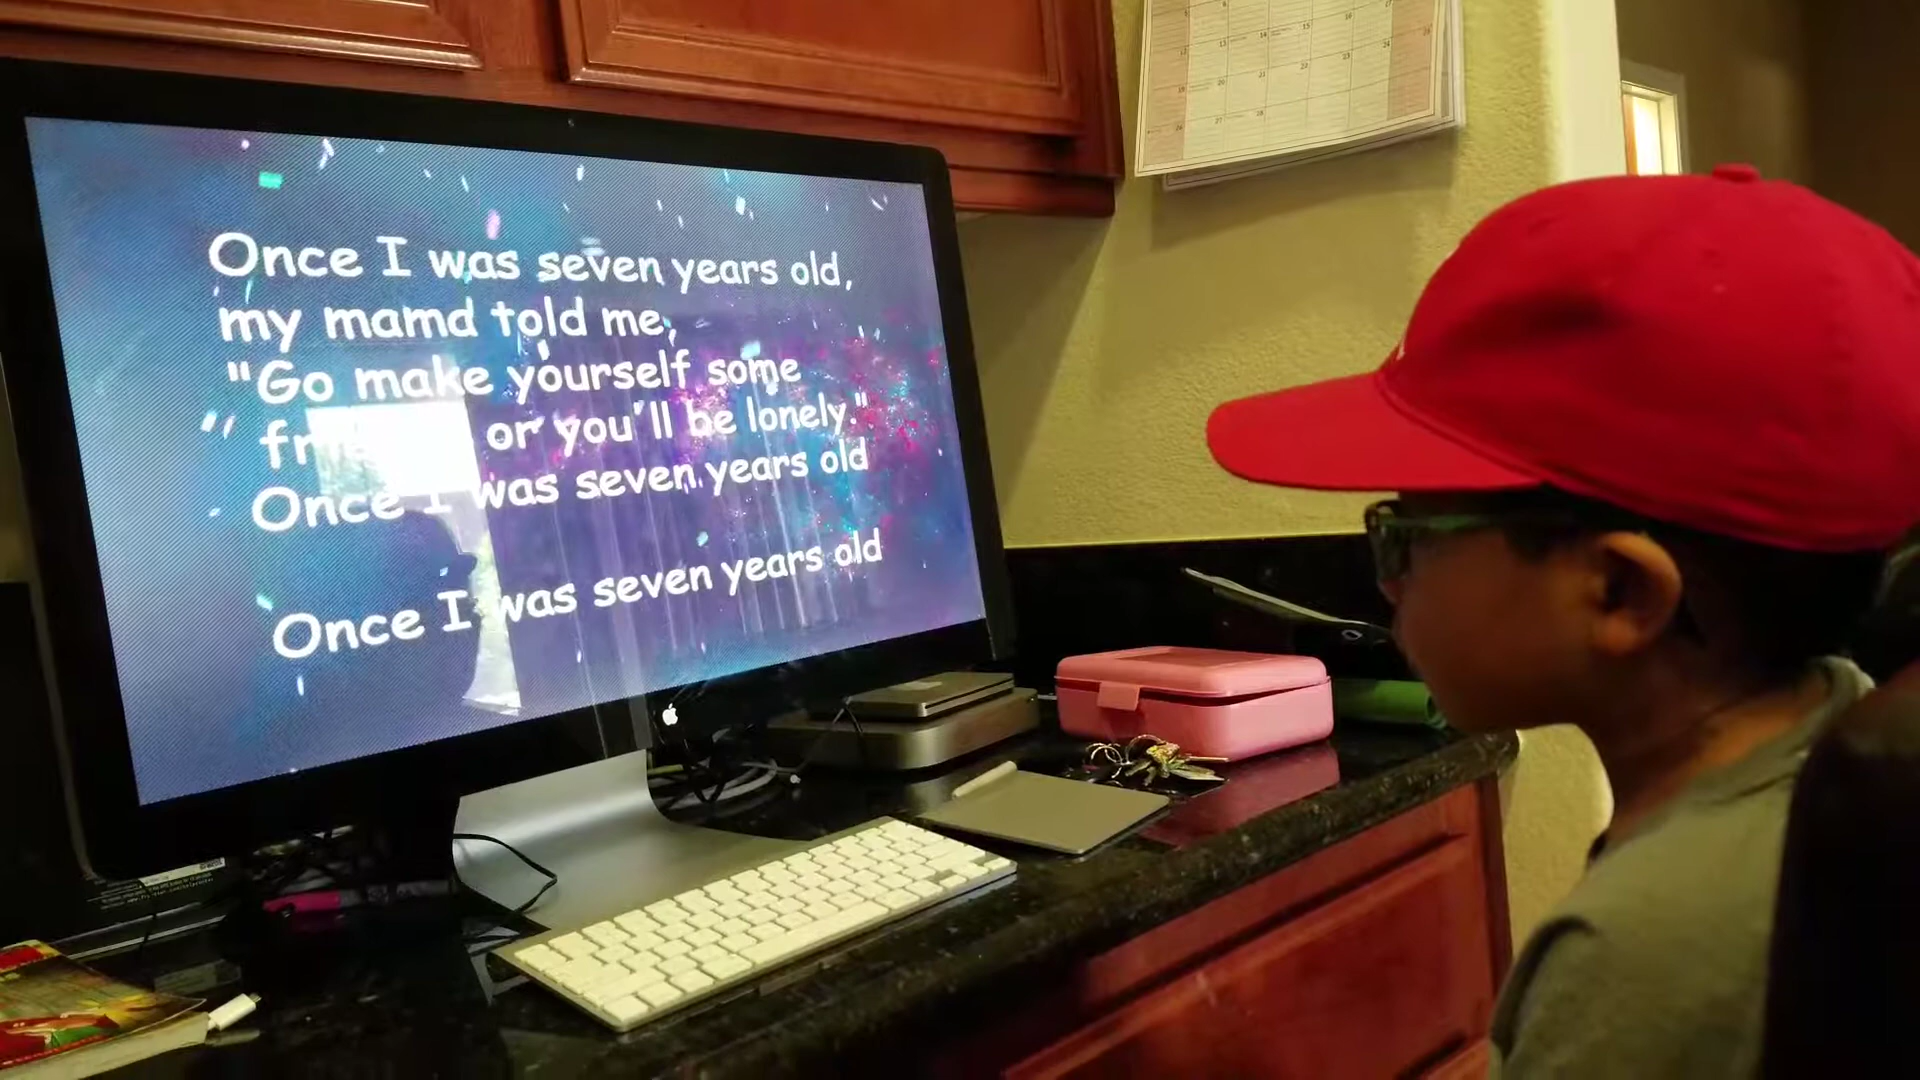 Once I was seven years old,
my mamd told me,
"Go make yourself some
or you'll be lonely."
Once I was seven years old
Once I was seven years old